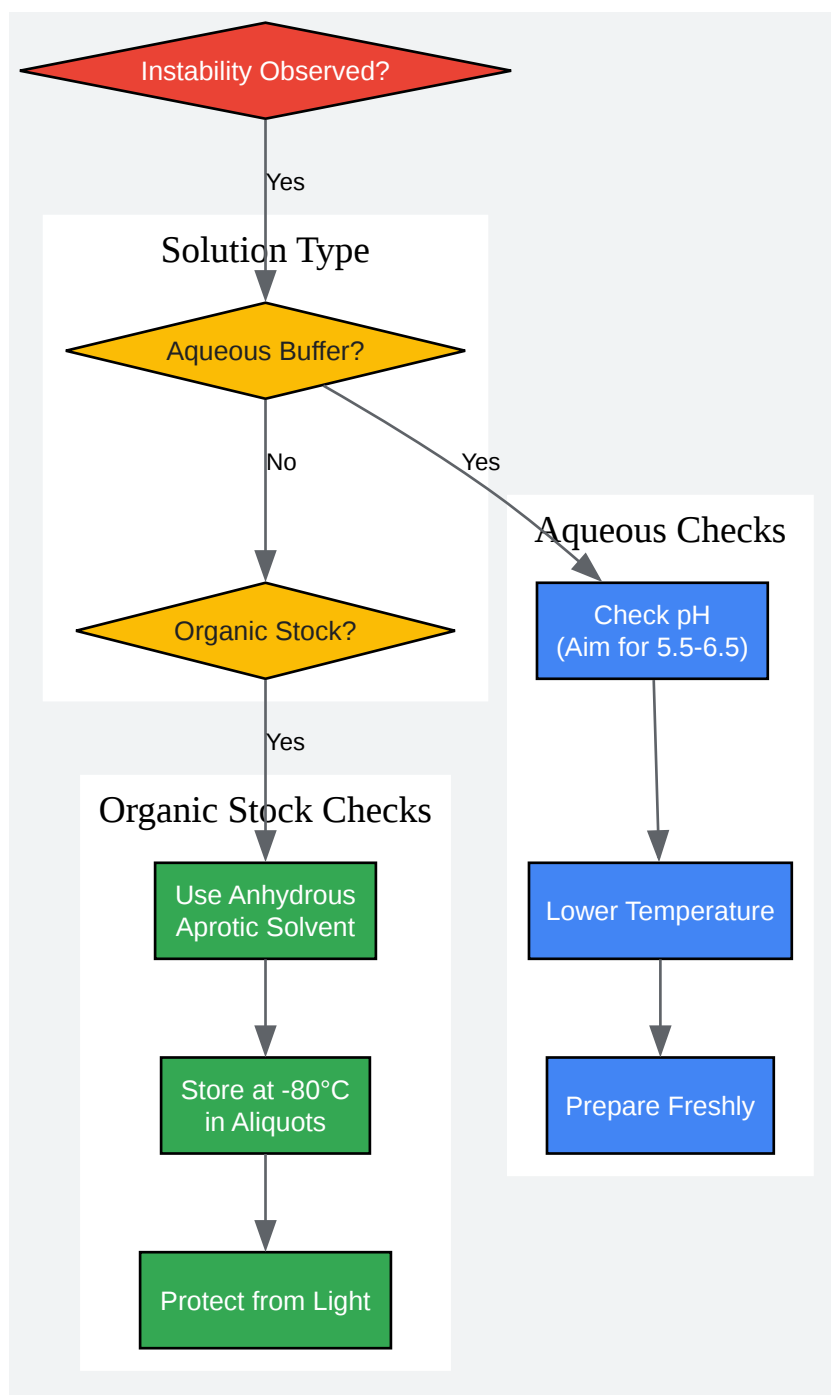 Instability Observed?
Yes
Solution Type
Aqueous Buffer?
No
Yes
Aqueous Checks
Organic Stock?
Check pH
(Aim for 5.5-6.5)
Yes
Organic Stock Checks
Use Anhydrous
Aprotic Solvent
Lower Temperature
Store at -80°C
in Aliquots
Prepare Freshly
Protect from Light